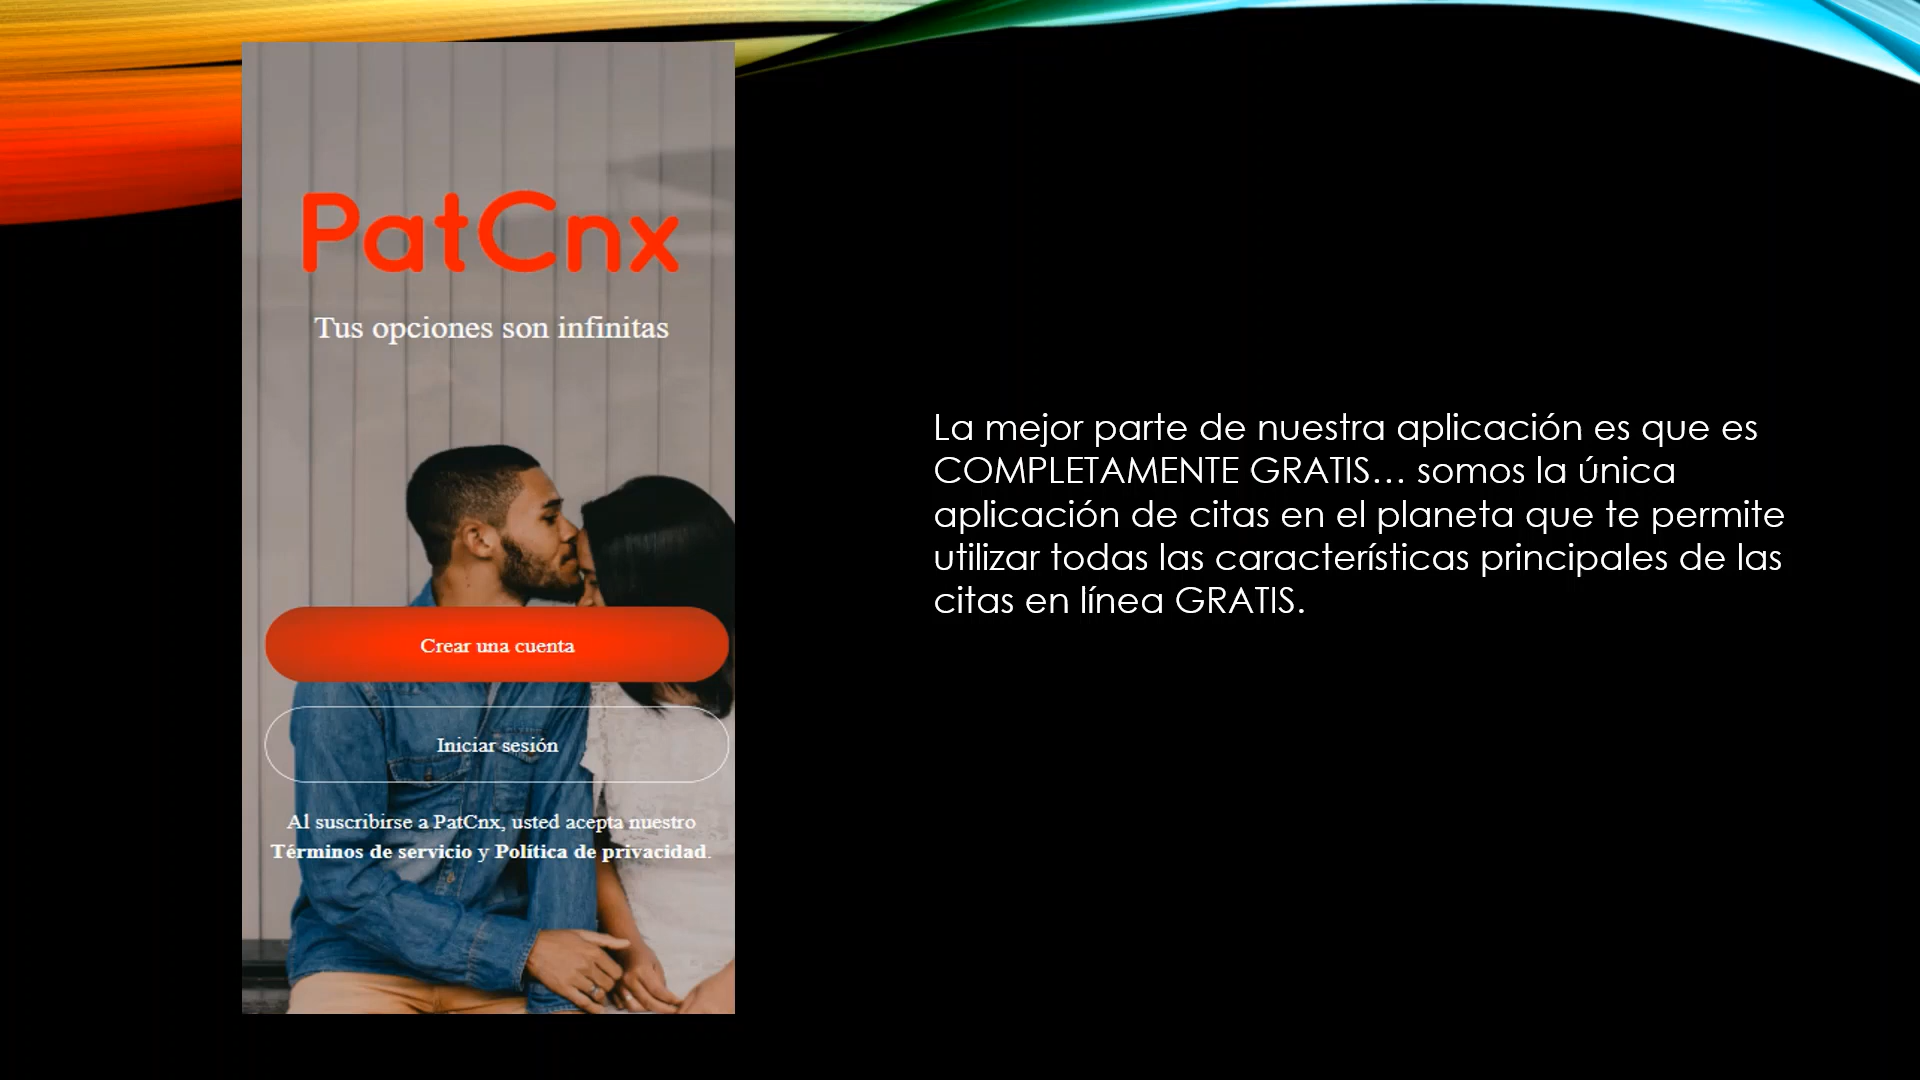 PatCnx
Tus opciones son infinitas
Crear una cuenta
Iniciar sesión
Al suscribirse a PatCnx, usted acepta nuestro
Términos de servicio y Política de privacidad.
La mejor parte de nuestra aplicación es que es
COMPLETAMENTE GRATIS… somos la única
aplicación de citas en el planeta que te permite
utilizar todas las características principales de las
citas en línea GRATIS.